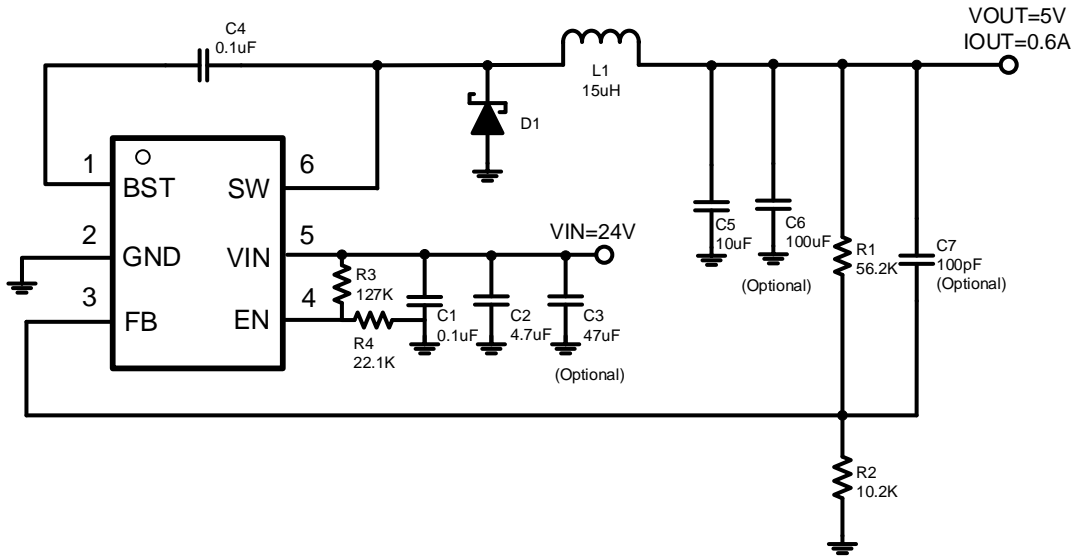 VOUT=5V
IOUT=0.6A
C4
0.1uF
L1
15uH
D1
1
BST
SW
6
2
GND
VIN
5
VIN=24V
3
FB
EN
4
R3
127K
R4
22.1K
C1
0.1uF
C2
4.7uF
C3
47uF
(Optional)
C5
10uF
C6
100uF
(Optional)
R1
56.2K
C7
100pF
(Optional)
R2
10.2K